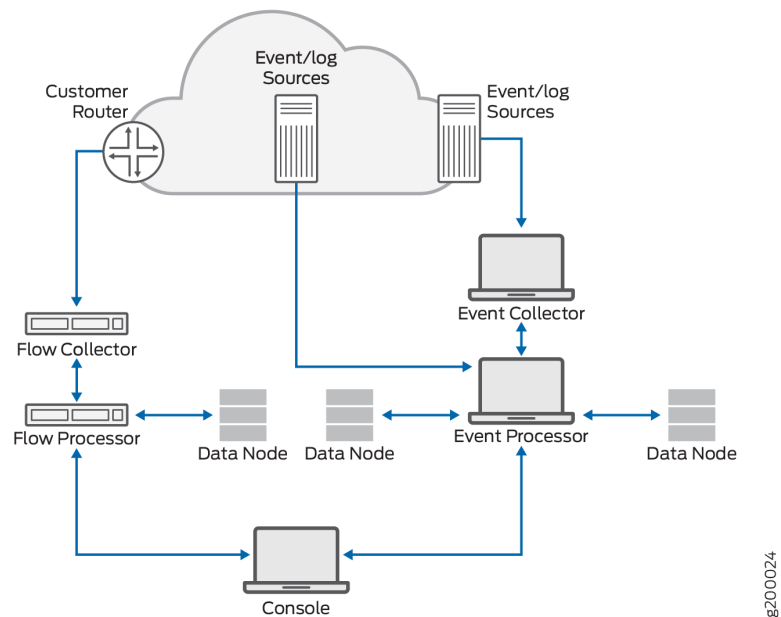 Event/log
Sources
Customer
Router
Event/log
Sources
Event Collector
Flow Collector
Flow Processor
Data Node
Data Node
Event Processor
Data Node
Console
g200024